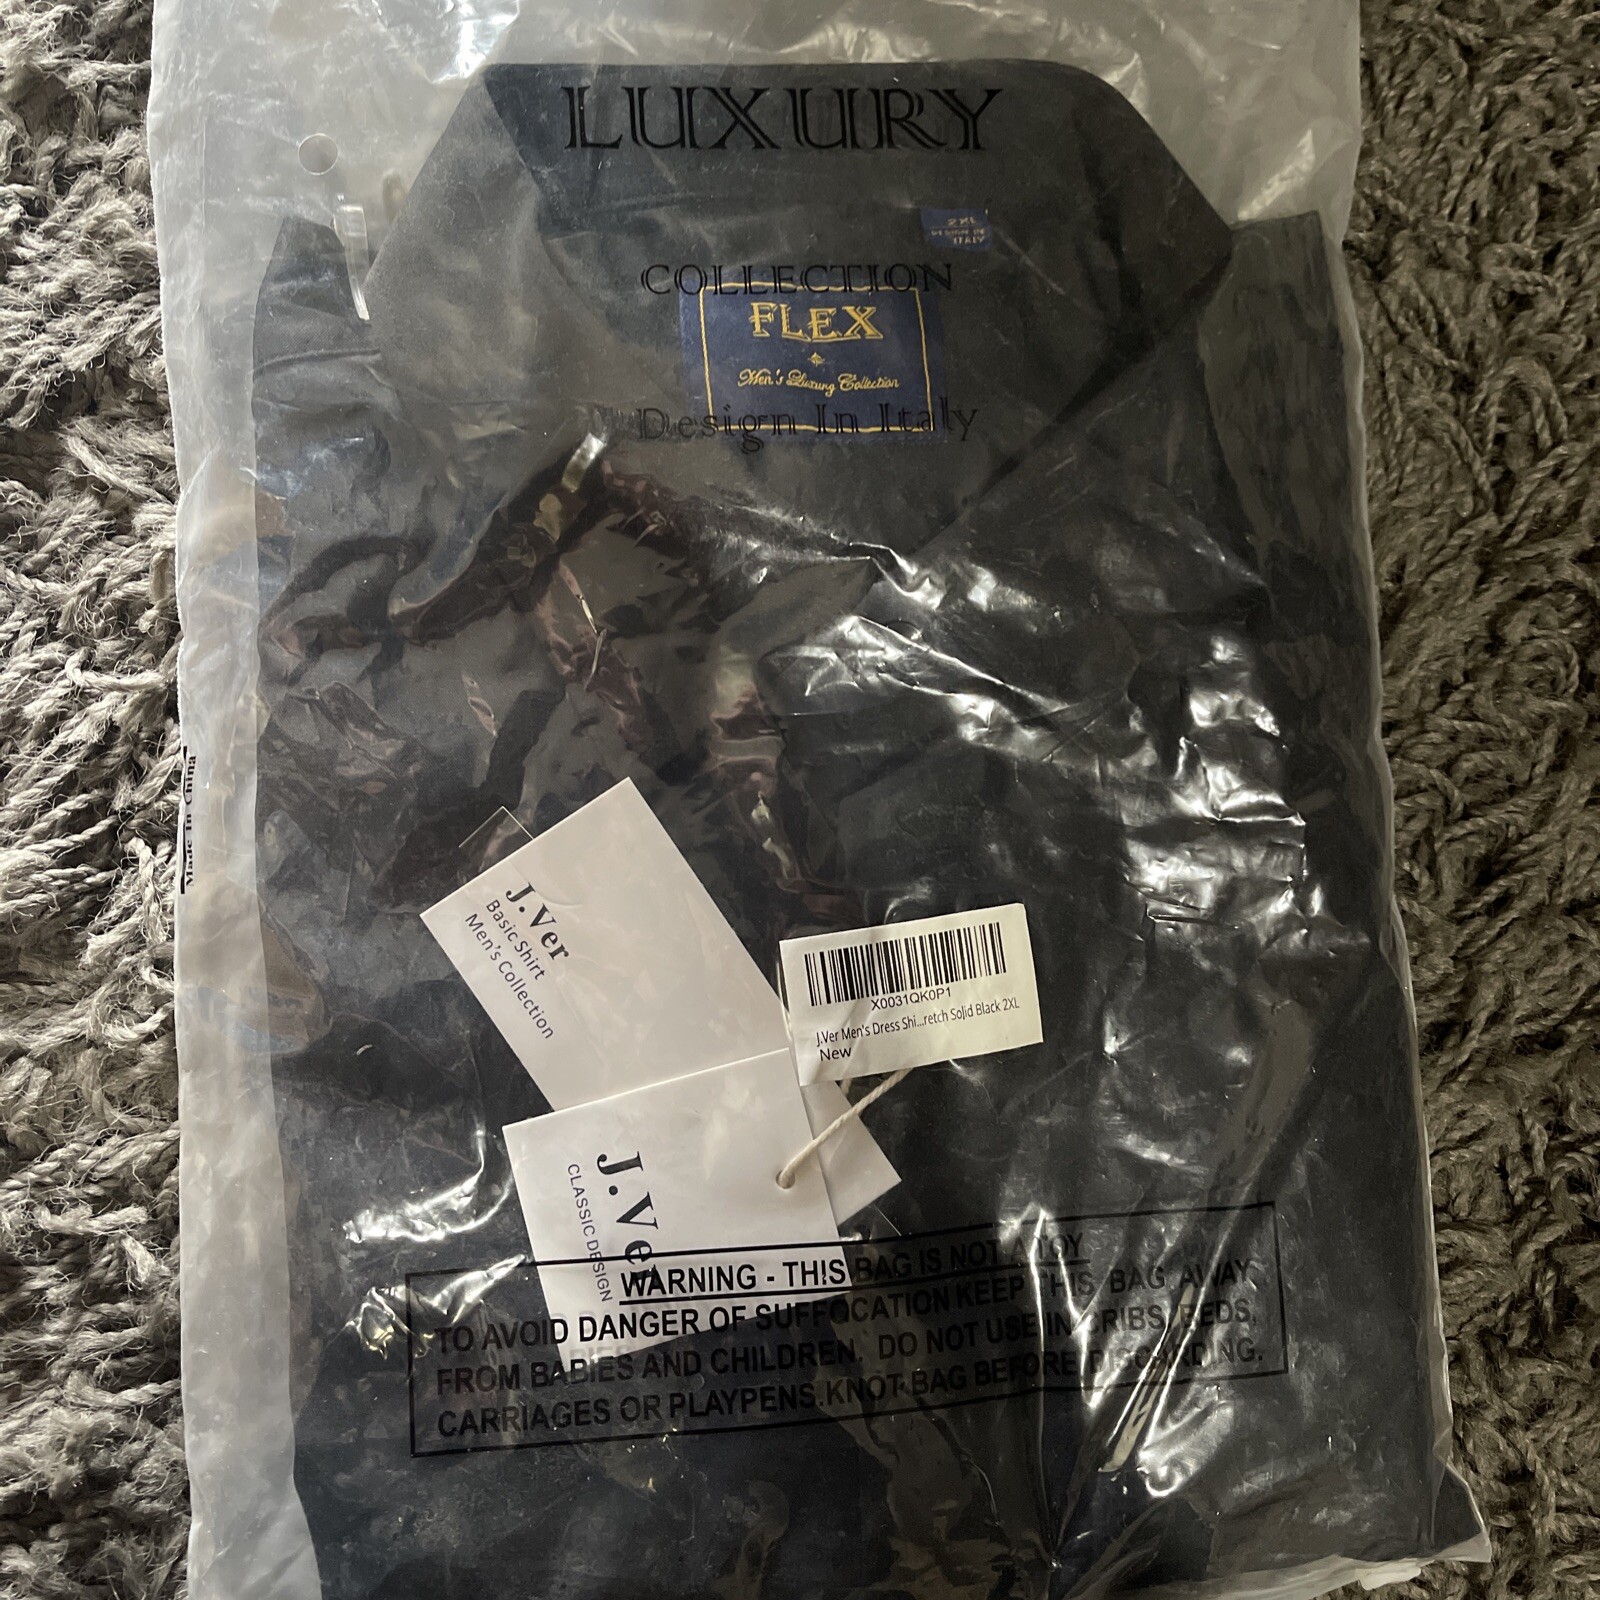 LUXURY
2XL
DESIGN IN
ITALY
COLLECTION
FLEX
Men's Luxury Collection
Design In Italy
Made In China
J.Ver
Basic Shirt
Men's Collection
X0031QK0P1
J.Ver Men's Dress Shi...retch Solid Black 2XL
New
J.Ver
CLASSIC DESIGN
WARNING - THIS BAG IS NOT A TOY
TO AVOID DANGER OF SUFFOCATION KEEP THIS BAG AWAY
FROM BABIES AND CHILDREN. DO NOT USE IN CRIBS, BEDS,
CARRIAGES OR PLAYPENS.KNOT BAG BEFORE DISCARDING.